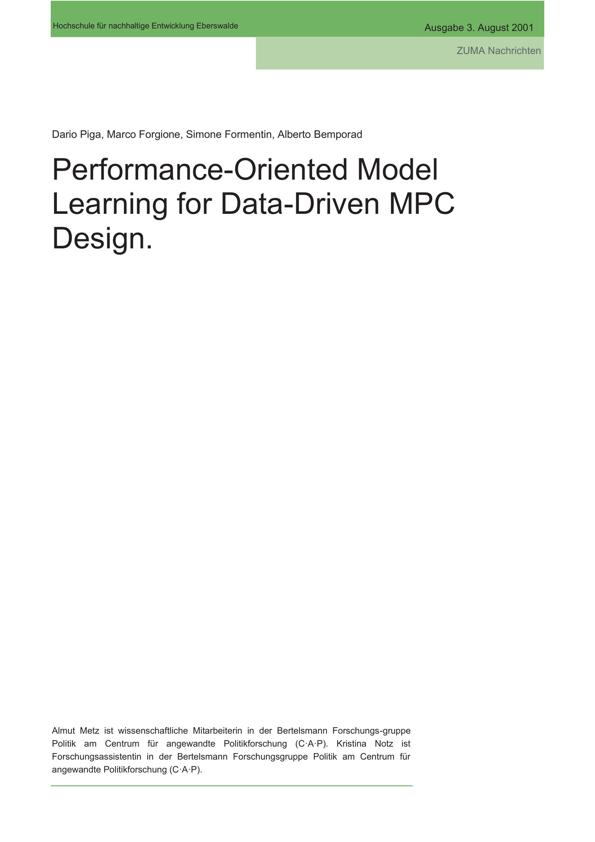 Hochschule für nachhaltige Entwicklung Eberswalde
Ausgabe 3. August 2001
ZUMA Nachrichten
Dario Piga, Marco Forgione, Simone Formentin, Alberto Bemporad
Performance-Oriented Model
Learning for Data-Driven MPC
Design.
Almut Metz ist wissenschaftliche Mitarbeiterin in der Bertelsmann Forschungs-gruppe
Politik am Centrum für angewandte Politikforschung (C·A·P). Kristina Notz ist
Forschungsassistentin in der Bertelsmann Forschungsgruppe Politik am Centrum für
angewandte Politikforschung (C·A·P).